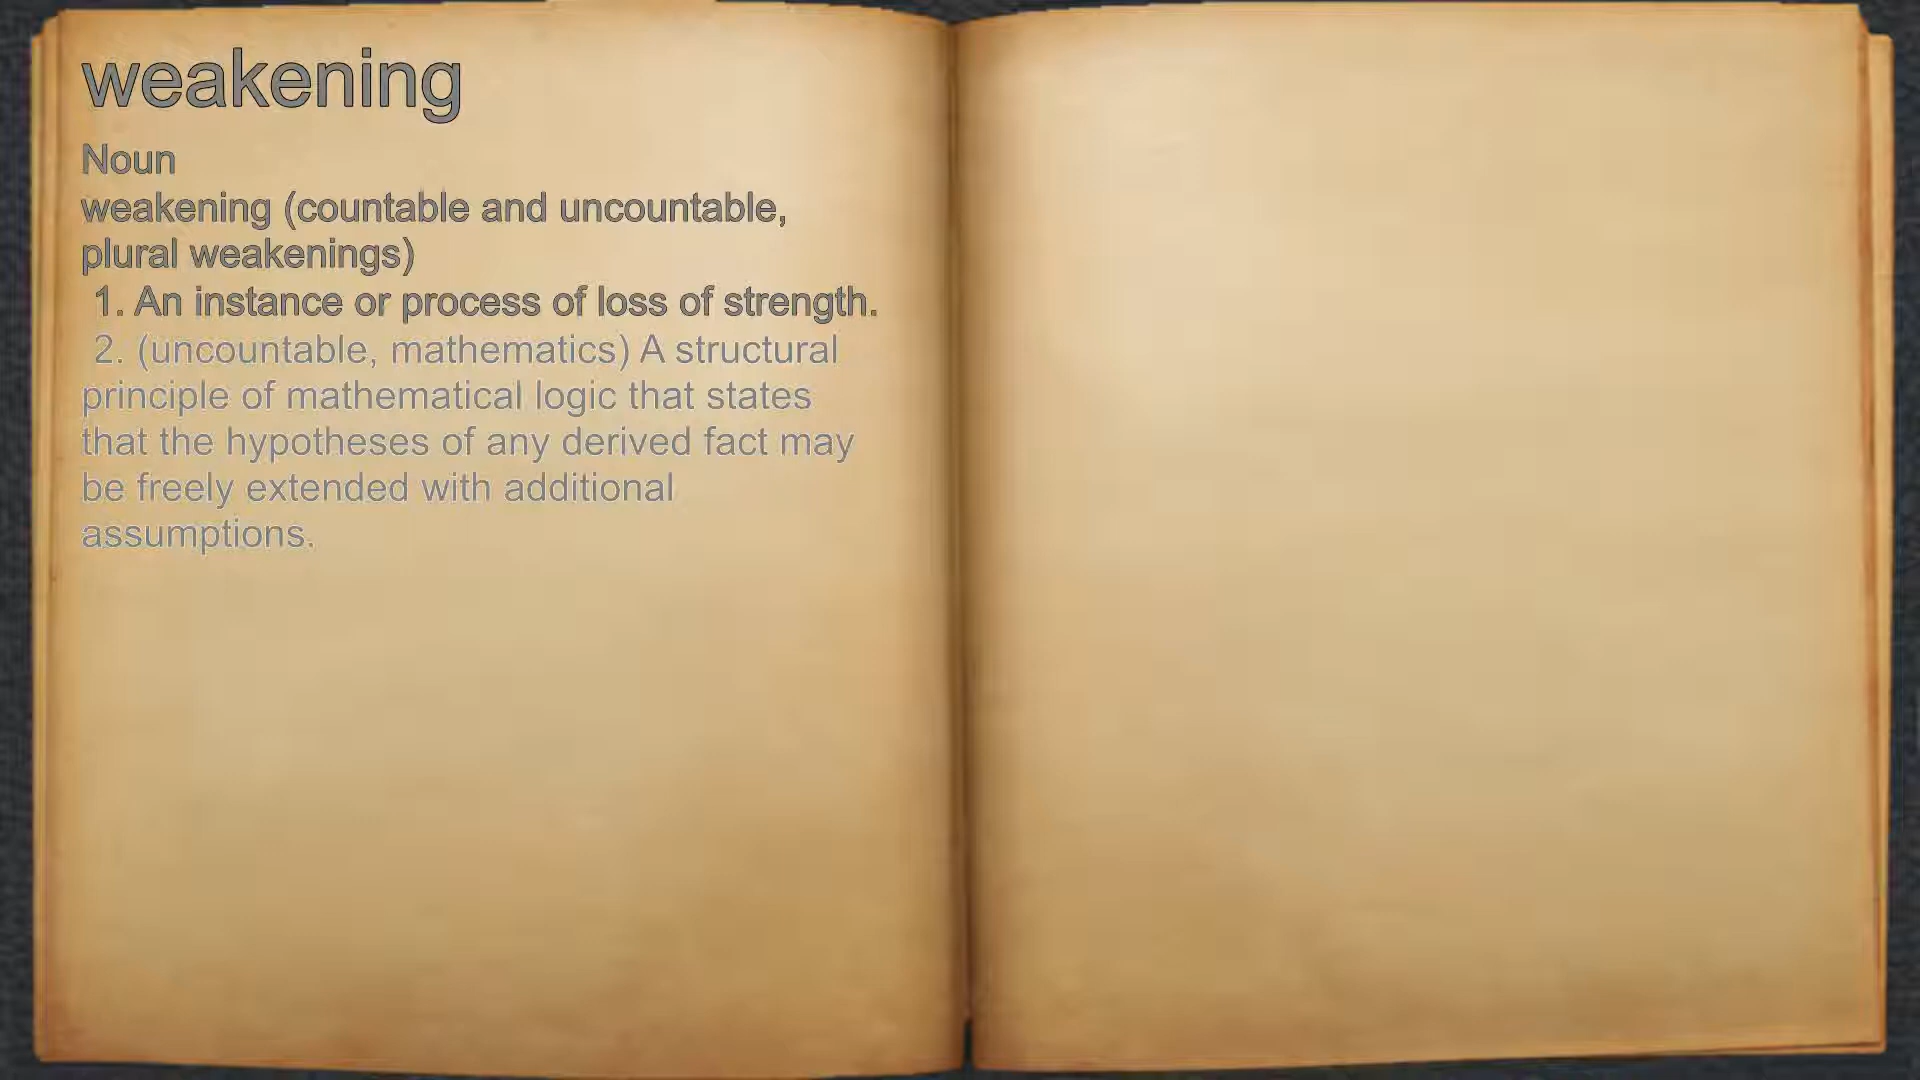 weakening
Noun
weakening (countable and uncountable,
plural weakenings)
1. An instance or process of loss of strength.
2. (uncountable, mathematics) A structural
principle of mathematical logic that states
that the hypotheses of any derived fact may
be freely extended with additional
assumptions.